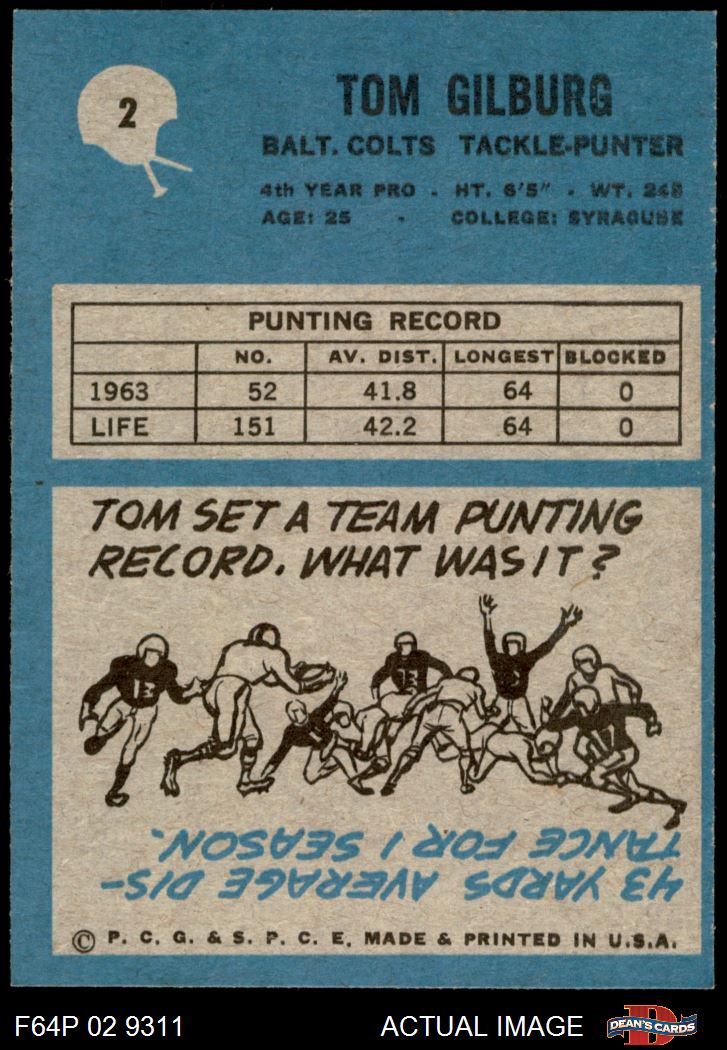 2
TOM GILBURG
BALT. COLTS TACKLE-PUNTER
4th YEAR PRO - HT. 6'5" - WT. 245
AGE: 25 - COLLEGE: SYRACUSE
PUNTING RECORD
NO. AV. DIST. LONGEST BLOCKED
1963 52 41.8 64 0
LIFE 151 42.2 64 0
TOM SET A TEAM PUNTING
RECORD. WHAT WAS IT?
43 YARDS AVERAGE DIS-
TANCE FOR 1 SEASON.
© P. C. G. & S. P. C. E. MADE & PRINTED IN U.S.A.
F64P 02 9311 ACTUAL IMAGE
D
DEAN'S CARDS